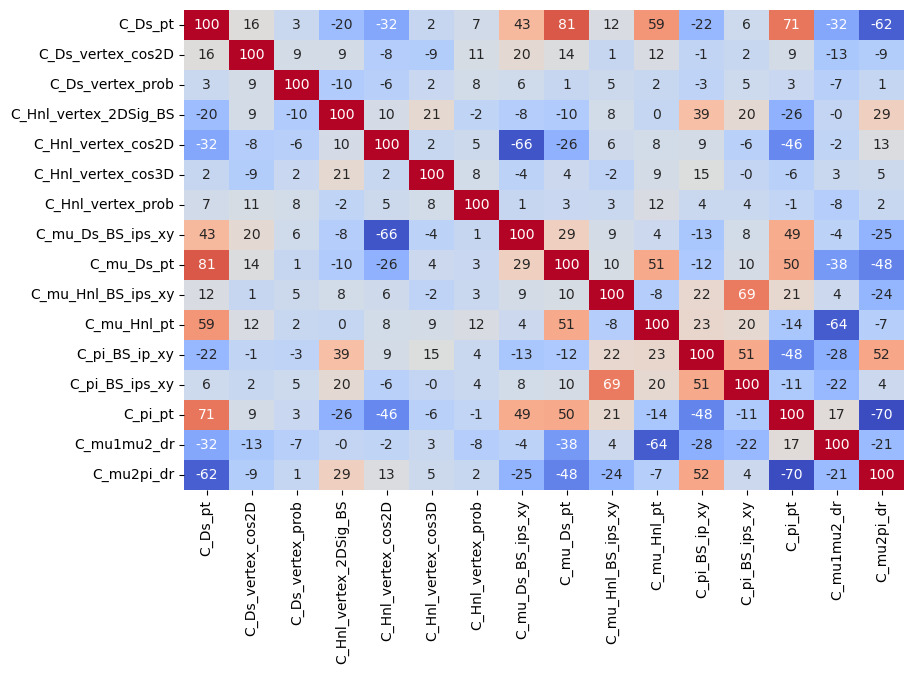 C_Ds_pt 100 16 3 -20 -32 2 7 43 81 12 59 -22 6 71 -32 -62
C_Ds_vertex_cos2D 16 100 9 9 -8 -9 11 20 14 1 12 -1 2 9 -13 -9
C_Ds_vertex_prob 3 9 100 -10 -6 2 8 6 1 5 2 -3 5 3 -7 1
C_Hnl_vertex_2DSig_BS -20 9 -10 100 10 21 -2 -8 -10 8 0 39 20 -26 -0 29
C_Hnl_vertex_cos2D -32 -8 -6 10 100 2 5 -66 -26 6 8 9 -6 -46 -2 13
C_Hnl_vertex_cos3D 2 -9 2 21 2 100 8 -4 4 -2 9 15 -0 -6 3 5
C_Hnl_vertex_prob 7 11 8 -2 5 8 100 1 3 3 12 4 4 -1 -8 2
C_mu_Ds_BS_ips_xy 43 20 6 -8 -66 -4 1 100 29 9 4 -13 8 49 -4 -25
C_mu_Ds_pt 81 14 1 -10 -26 4 3 29 100 10 51 -12 10 50 -38 -48
C_mu_Hnl_BS_ips_xy 12 1 5 8 6 -2 3 9 10 100 -8 22 69 21 4 -24
C_mu_Hnl_pt 59 12 2 0 8 9 12 4 51 -8 100 23 20 -14 -64 -7
C_pi_BS_ip_xy -22 -1 -3 39 9 15 4 -13 -12 22 23 100 51 -48 -28 52
C_pi_BS_ips_xy 6 2 5 20 -6 -0 4 8 10 69 20 51 100 -11 -22 4
C_pi_pt 71 9 3 -26 -46 -6 -1 49 50 21 -14 -48 -11 100 17 -70
C_mu1mu2_dr -32 -13 -7 -0 -2 3 -8 -4 -38 4 -64 -28 -22 17 100 -21
C_mu2pi_dr -62 -9 1 29 13 5 2 -25 -48 -24 -7 52 4 -70 -21 100
C_Ds_pt
C_Ds_vertex_cos2D
C_Ds_vertex_prob
C_Hnl_vertex_2DSig_BS
C_Hnl_vertex_cos2D
C_Hnl_vertex_cos3D
C_Hnl_vertex_prob
C_mu_Ds_BS_ips_xy
C_mu_Ds_pt
C_mu_Hnl_BS_ips_xy
C_mu_Hnl_pt
C_pi_BS_ip_xy
C_pi_BS_ips_xy
C_pi_pt
C_mu1mu2_dr
C_mu2pi_dr